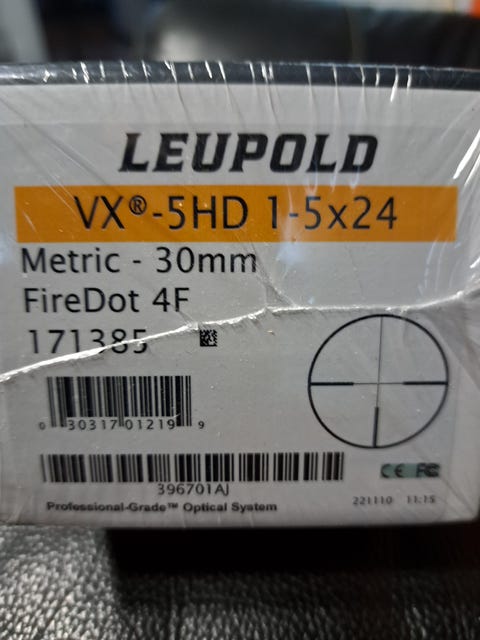 LEUPOLD
VX®-5HD 1-5x24
Metric - 30mm
FireDot 4F
171385
0 30317 01219 9
396701AJ
CE FC
Professional-Grade™ Optical System
221110 11:15